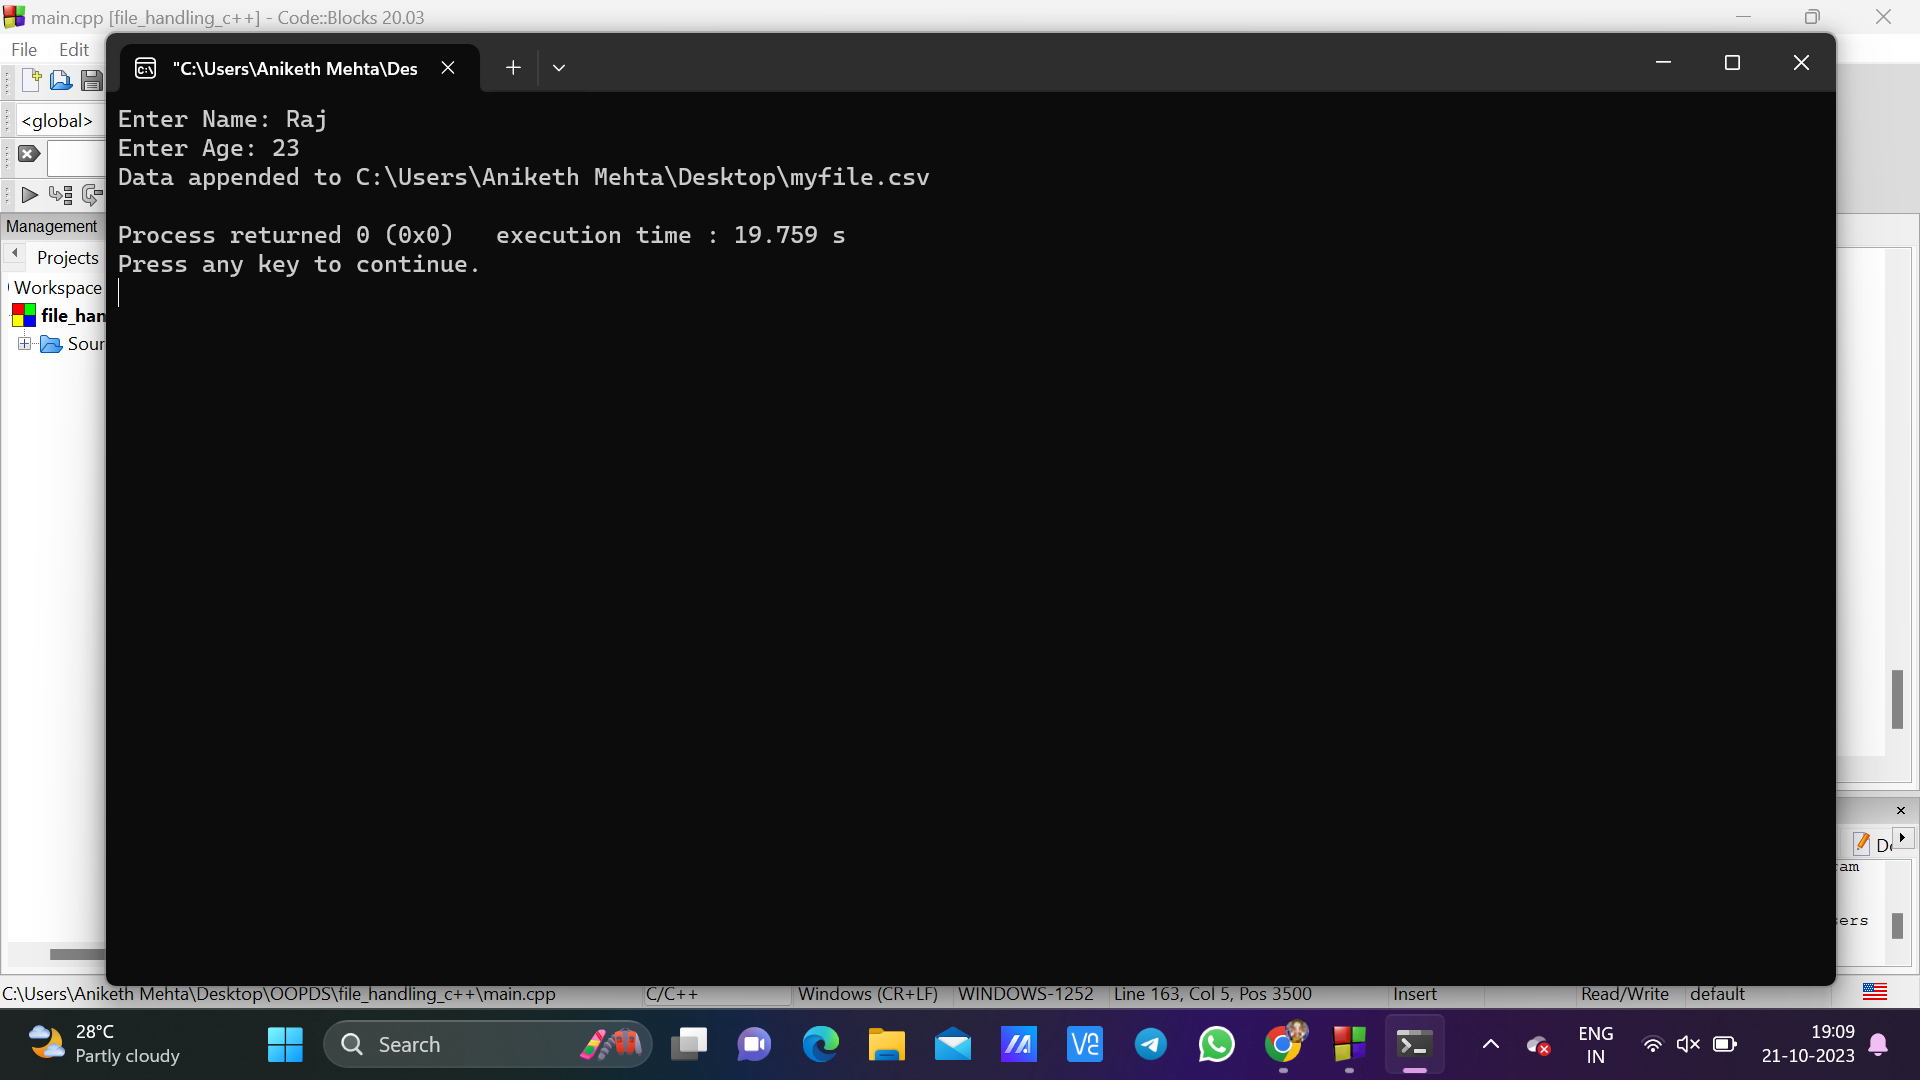 main.cpp [file_handling_c++] - Code::Blocks 20.03
File Edit
"C:\Users\Aniketh Mehta\Des
<global>
Enter Name: Raj
Enter Age: 23
Data appended to C:\Users\Aniketh Mehta\Desktop\myfile.csv
Process returned 0 (0x0)   execution time : 19.759 s
Press any key to continue.
Management
Projects
Workspace
file_han
Sour
C:\Users\Aniketh Mehta\Desktop\OOPDS\file_handling_c++\main.cpp C/C++ Windows (CR+LF) WINDOWS-1252 Line 163, Col 5, Pos 3500 Insert Read/Write default
28°C
Partly cloudy
Search
ENG
IN
19:09
21-10-2023